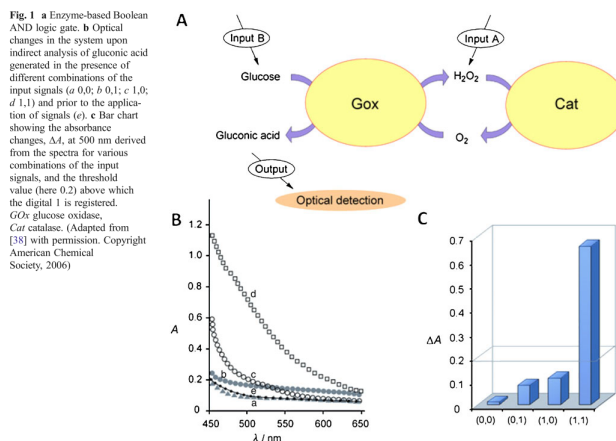 Fig. 1 a Enzyme-based Boolean
AND logic gate. b Optical
changes in the system upon
indirect analysis of gluconic acid
generated in the presence of
different combinations of the
input signals (a 0,0; b 0,1; c 1,0;
d 1,1) and prior to the applica-
tion of signals (e). c Bar chart
showing the absorbance
changes, ΔA, at 500 nm derived
from the spectra for various
combinations of the input
signals, and the threshold
value (here 0.2) above which
the digital 1 is registered.
GOx glucose oxidase,
Cat catalase. (Adapted from
[38] with permission. Copyright
American Chemical
Society, 2006)
A
Input B
Input A
Glucose
H₂O₂
Gox
Cat
Gluconic acid
O₂
Output
Optical detection
B
1.2
1.0
0.8
0.6
0.4
0.2
0
A
d
b
c
e
a
450 500 550 600 650
λ / nm
C
0.7
0.6
0.5
0.4
0.3
0.2
0.1
0
ΔA
(0,0) (0,1) (1,0) (1,1)